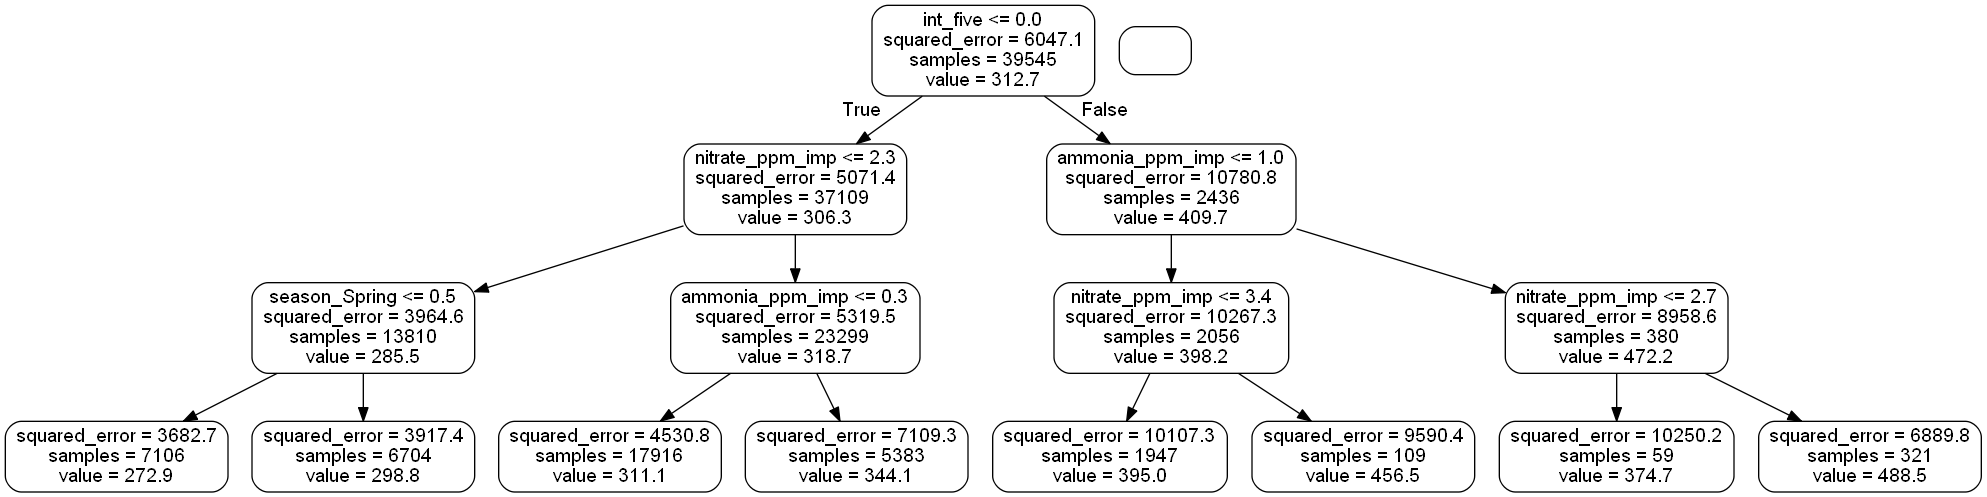 int_five <= 0.0
squared_error = 6047.1
samples = 39545
value = 312.7
True
False
nitrate_ppm_imp <= 2.3
squared_error = 5071.4
samples = 37109
value = 306.3
ammonia_ppm_imp <= 1.0
squared_error = 10780.8
samples = 2436
value = 409.7
season_Spring <= 0.5
squared_error = 3964.6
samples = 13810
value = 285.5
ammonia_ppm_imp <= 0.3
squared_error = 5319.5
samples = 23299
value = 318.7
nitrate_ppm_imp <= 3.4
squared_error = 10267.3
samples = 2056
value = 398.2
nitrate_ppm_imp <= 2.7
squared_error = 8958.6
samples = 380
value = 472.2
squared_error = 3682.7
samples = 7106
value = 272.9
squared_error = 3917.4
samples = 6704
value = 298.8
squared_error = 4530.8
samples = 17916
value = 311.1
squared_error = 7109.3
samples = 5383
value = 344.1
squared_error = 10107.3
samples = 1947
value = 395.0
squared_error = 9590.4
samples = 109
value = 456.5
squared_error = 10250.2
samples = 59
value = 374.7
squared_error = 6889.8
samples = 321
value = 488.5